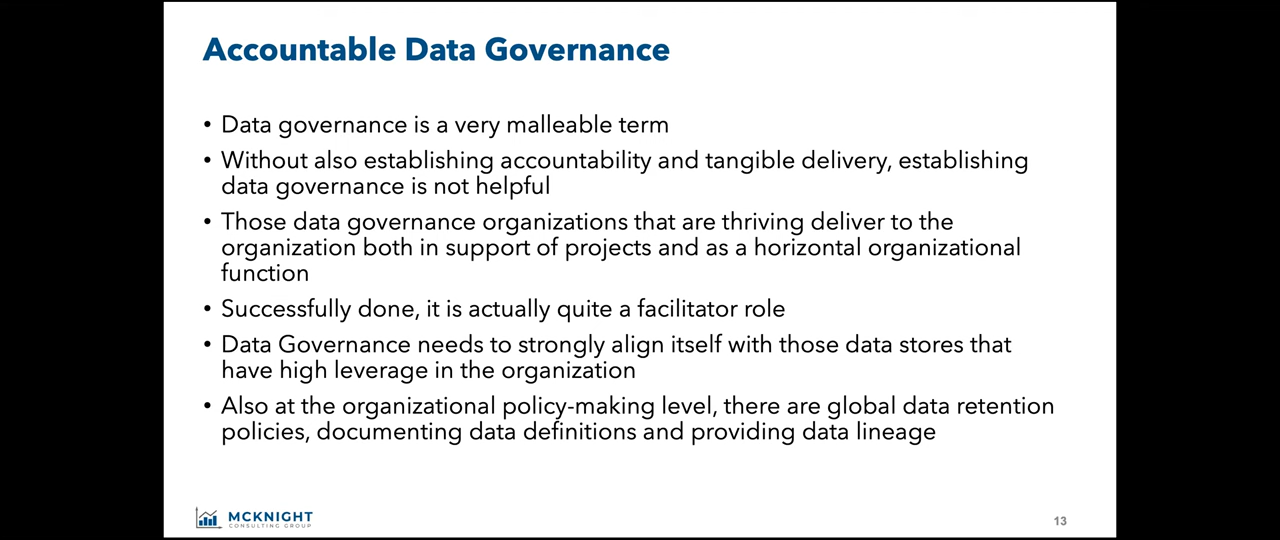 Accountable Data Governance
• Data governance is a very malleable term
• Without also establishing accountability and tangible delivery, establishing
data governance is not helpful
• Those data governance organizations that are thriving deliver to the
organization both in support of projects and as a horizontal organizational
function
• Successfully done, it is actually quite a facilitator role
• Data Governance needs to strongly align itself with those data stores that
have high leverage in the organization
• Also at the organizational policy-making level, there are global data retention
policies, documenting data definitions and providing data lineage
MCKNIGHT
CONSULTING GROUP
13